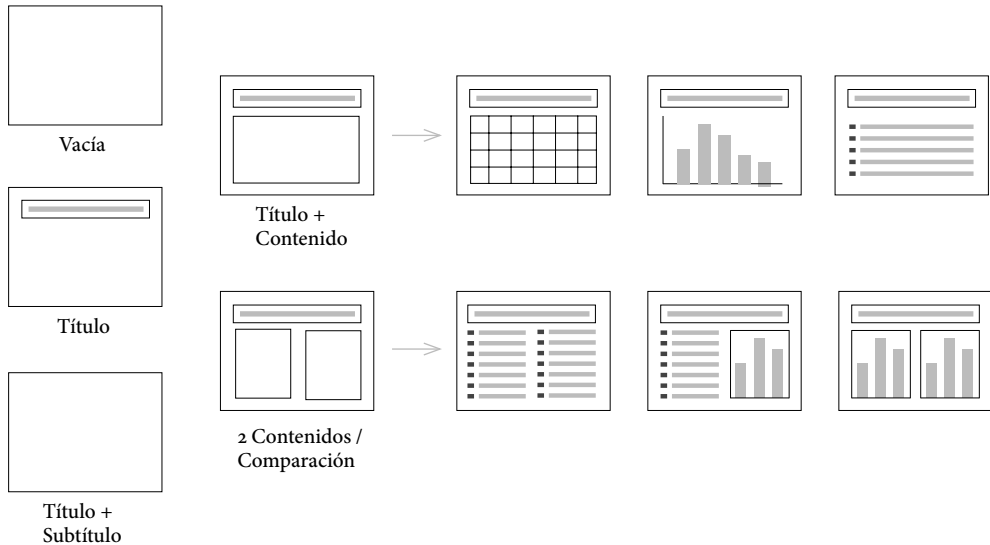 Vacía
Título +
Contenido
Título
2 Contenidos /
Comparación
Título +
Subtítulo